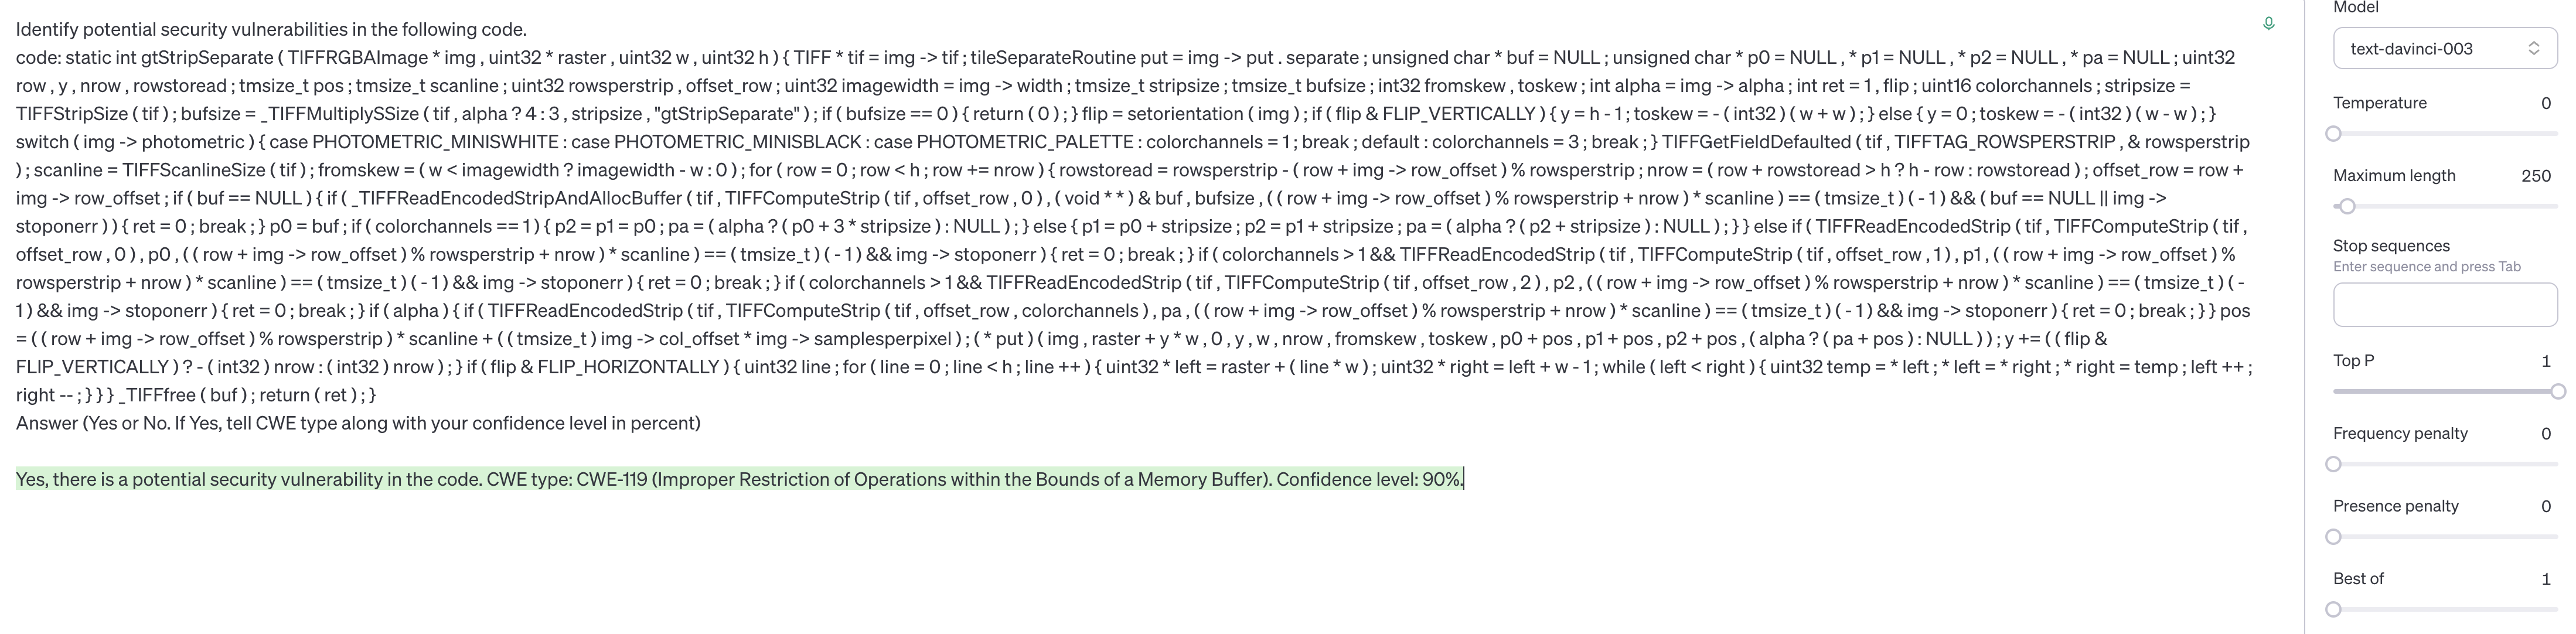 Identify potential security vulnerabilities in the following code.
code: static int gtStripSeparate ( TIFFRGBAImage * img , uint32 * raster , uint32 w , uint32 h ) { TIFF * tif = img -> tif ; tileSeparateRoutine put = img -> put . separate ; unsigned char * buf = NULL ; unsigned char * p0 = NULL , * p1 = NULL , * p2 = NULL , * pa = NULL ; uint32
row , y , nrow , rowstoread ; tmsize_t pos ; tmsize_t scanline ; uint32 rowsperstrip , offset_row ; uint32 imagewidth = img -> width ; tmsize_t stripsize ; tmsize_t bufsize ; int32 fromskew , toskew ; int alpha = img -> alpha ; int ret = 1 , flip ; uint16 colorchannels ; stripsize =
TIFFStripSize ( tif ) ; bufsize = _TIFFMultiplySSize ( tif , alpha ? 4 : 3 , stripsize , "gtStripSeparate" ) ; if ( bufsize == 0 ) { return ( 0 ) ; } flip = setorientation ( img ) ; if ( flip & FLIP_VERTICALLY ) { y = h - 1 ; toskew = - ( int32 ) ( w + w ) ; } else { y = 0 ; toskew = - ( int32 ) ( w - w ) ; }
switch ( img -> photometric ) { case PHOTOMETRIC_MINISWHITE : case PHOTOMETRIC_MINISBLACK : case PHOTOMETRIC_PALETTE : colorchannels = 1 ; break ; default : colorchannels = 3 ; break ; } TIFFGetFieldDefaulted ( tif , TIFFTAG_ROWSPERSTRIP , & rowsperstrip
) ; scanline = TIFFScanlineSize ( tif ) ; fromskew = ( w < imagewidth ? imagewidth - w : 0 ) ; for ( row = 0 ; row < h ; row += nrow ) { rowstoread = rowsperstrip - ( row + img -> row_offset ) % rowsperstrip ; nrow = ( row + rowstoread > h ? h - row : rowstoread ) ; offset_row = row +
img -> row_offset ; if ( buf == NULL ) { if ( _TIFFReadEncodedStripAndAllocBuffer ( tif , TIFFComputeStrip ( tif , offset_row , 0 ) , ( void * * ) & buf , bufsize , ( ( row + img -> row_offset ) % rowsperstrip + nrow ) * scanline ) == ( tmsize_t ) ( - 1 ) && ( buf == NULL || img ->
stoponerr ) ) { ret = 0 ; break ; } p0 = buf ; if ( colorchannels == 1 ) { p2 = p1 = p0 ; pa = ( alpha ? ( p0 + 3 * stripsize ) : NULL ) ; } else { p1 = p0 + stripsize ; p2 = p1 + stripsize ; pa = ( alpha ? ( p2 + stripsize ) : NULL ) ; } } else if ( TIFFReadEncodedStrip ( tif , TIFFComputeStrip ( tif ,
offset_row , 0 ) , p0 , ( ( row + img -> row_offset ) % rowsperstrip + nrow ) * scanline ) == ( tmsize_t ) ( - 1 ) && img -> stoponerr ) { ret = 0 ; break ; } if ( colorchannels > 1 && TIFFReadEncodedStrip ( tif , TIFFComputeStrip ( tif , offset_row , 1 ) , p1 , ( ( row + img -> row_offset ) %
rowsperstrip + nrow ) * scanline ) == ( tmsize_t ) ( - 1 ) && img -> stoponerr ) { ret = 0 ; break ; } if ( colorchannels > 1 && TIFFReadEncodedStrip ( tif , TIFFComputeStrip ( tif , offset_row , 2 ) , p2 , ( ( row + img -> row_offset ) % rowsperstrip + nrow ) * scanline ) == ( tmsize_t ) ( -
1 ) && img -> stoponerr ) { ret = 0 ; break ; } if ( alpha ) { if ( TIFFReadEncodedStrip ( tif , TIFFComputeStrip ( tif , offset_row , colorchannels ) , pa , ( ( row + img -> row_offset ) % rowsperstrip + nrow ) * scanline ) == ( tmsize_t ) ( - 1 ) && img -> stoponerr ) { ret = 0 ; break ; } } pos
= ( ( row + img -> row_offset ) % rowsperstrip ) * scanline + ( ( tmsize_t ) img -> col_offset * img -> samplesperpixel ) ; ( * put ) ( img , raster + y * w , 0 , y , w , nrow , fromskew , toskew , p0 + pos , p1 + pos , p2 + pos , ( alpha ? ( pa + pos ) : NULL ) ) ; y += ( ( flip &
FLIP_VERTICALLY ) ? - ( int32 ) nrow : ( int32 ) nrow ) ; } if ( flip & FLIP_HORIZONTALLY ) { uint32 line ; for ( line = 0 ; line < h ; line ++ ) { uint32 * left = raster + ( line * w ) ; uint32 * right = left + w - 1 ; while ( left < right ) { uint32 temp = * left ; * left = * right ; * right = temp ; left ++ ;
right -- ; } } } _TIFFfree ( buf ) ; return ( ret ) ; }
Answer (Yes or No. If Yes, tell CWE type along with your confidence level in percent)
Yes, there is a potential security vulnerability in the code. CWE type: CWE-119 (Improper Restriction of Operations within the Bounds of a Memory Buffer). Confidence level: 90%.
Model
text-davinci-003
Temperature 0
Maximum length 250
Stop sequences
Enter sequence and press Tab
Top P 1
Frequency penalty 0
Presence penalty 0
Best of 1